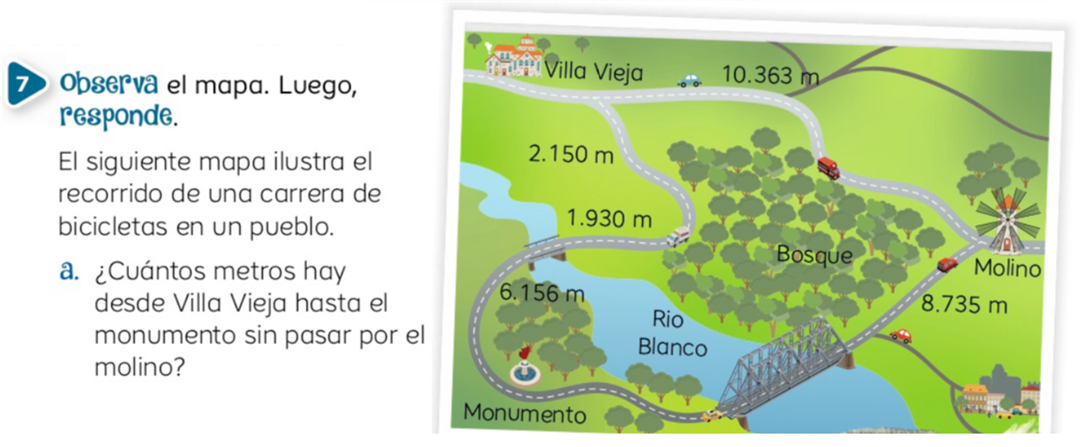 7 Observa el mapa. Luego,
responde.
El siguiente mapa ilustra el
recorrido de una carrera de
bicicletas en un pueblo.
a. ¿Cuántos metros hay
desde Villa Vieja hasta el
monumento sin pasar por el
molino?
Villa Vieja
10.363 m
2.150 m
1.930 m
Bosque
Molino
6.156 m
8.735 m
Rio
Blanco
Monumento